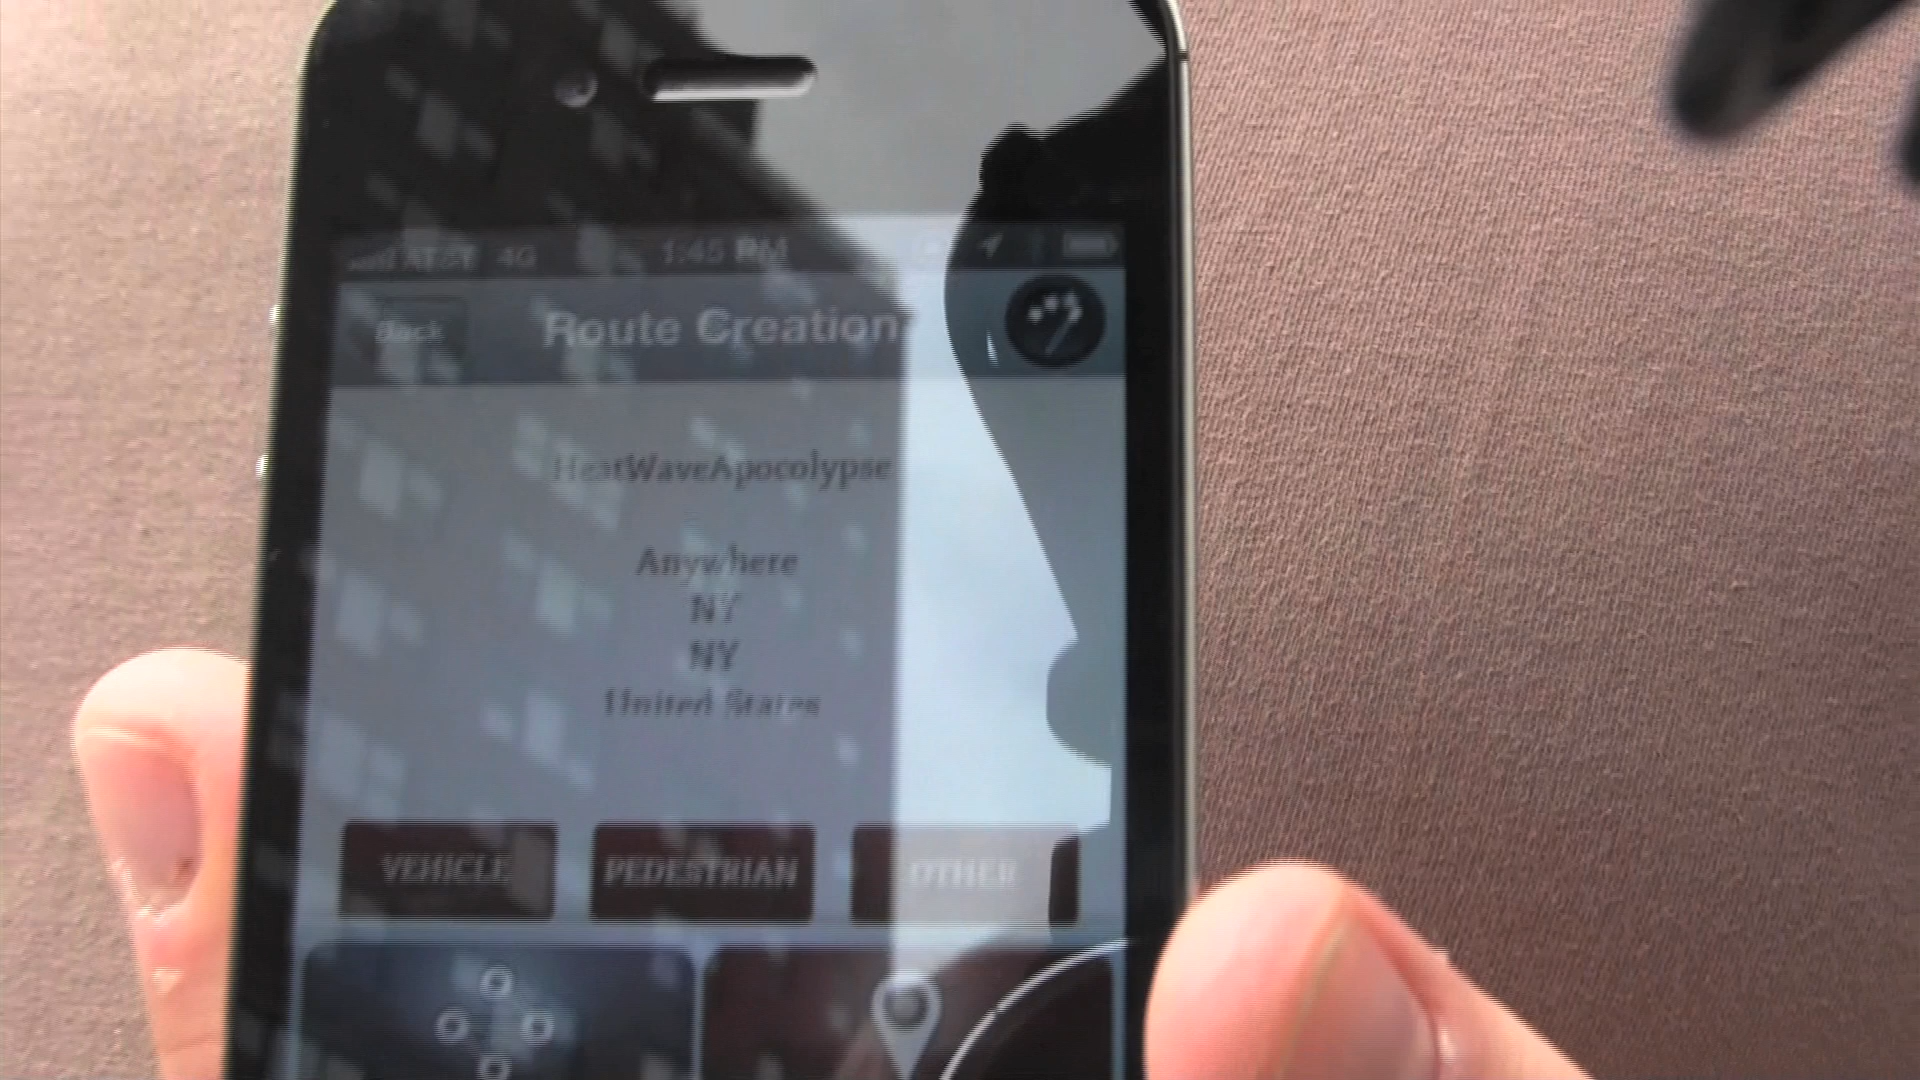 AT&T 4G 1:45 PM
Back Route Creation
HeatWaveApocolypse
Anywhere
NY
NY
United States
VEHICLE PEDESTRIAN OTHER